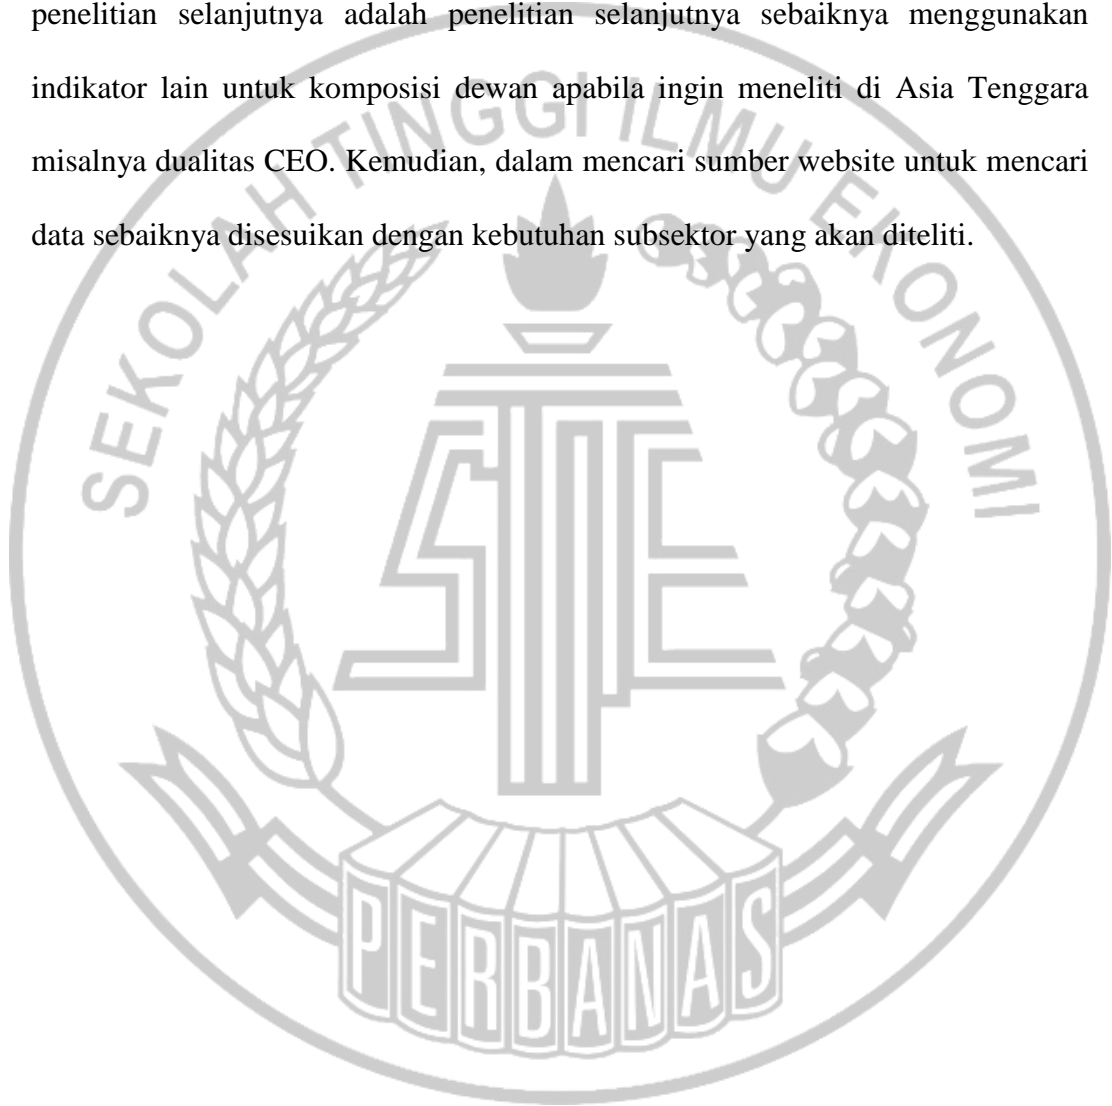 penelitian selanjutnya adalah penelitian selanjutnya sebaiknya menggunakan
indikator lain untuk komposisi dewan apabila ingin meneliti di Asia Tenggara
misalnya dualitas CEO. Kemudian, dalam mencari sumber website untuk mencari
data sebaiknya disesuikan dengan kebutuhan subsektor yang akan diteliti.
SEKOLAH TINGGI ILMU EKONOMI
STIE
PERBANAS